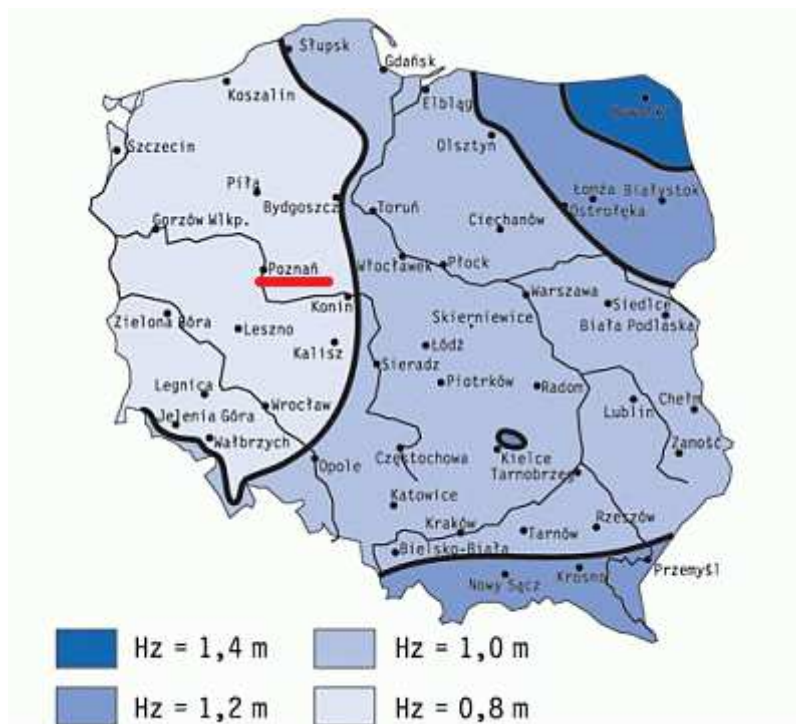 Słupsk
Gdańsk
Koszalin
Elbląg
Suwałki
Olsztyn
Szczecin
Piła
Łomża Białystok
Bydgoszcz
Toruń
Ostrołęka
Gorzów Wlkp.
Ciechanów
Poznań
Włocławek
Płock
Konin
Warszawa
Siedlce
Zielona Góra
Leszno
Skierniewice
Biała Podlaska
Kalisz
Łódź
Sieradz
Piotrków
Radom
Legnica
Wrocław
Lublin
Chełm
Jelenia Góra
Wałbrzych
Opole
Częstochowa
Kielce
Zaność
Tarnobrzeg
Katowice
Kraków
Tarnów
Rzeszów
Bielsko-Biała
Nowy Sącz
Krosno
Przemyśl
Hz = 1,4 m
Hz = 1,0 m
Hz = 1,2 m
Hz = 0,8 m